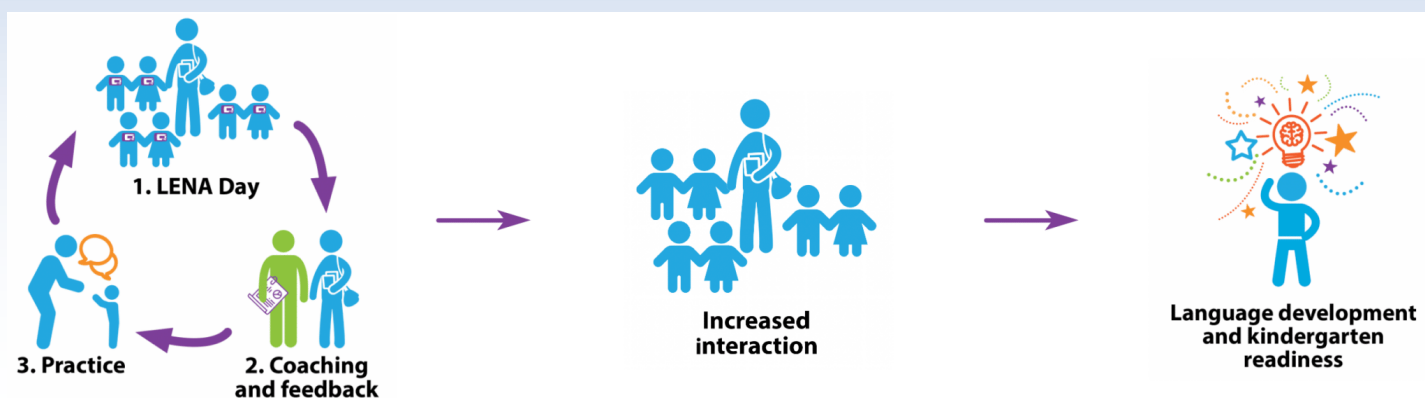 1. LENA Day
2. Coaching
and feedback
3. Practice
Increased
interaction
Language development
and kindergarten
readiness